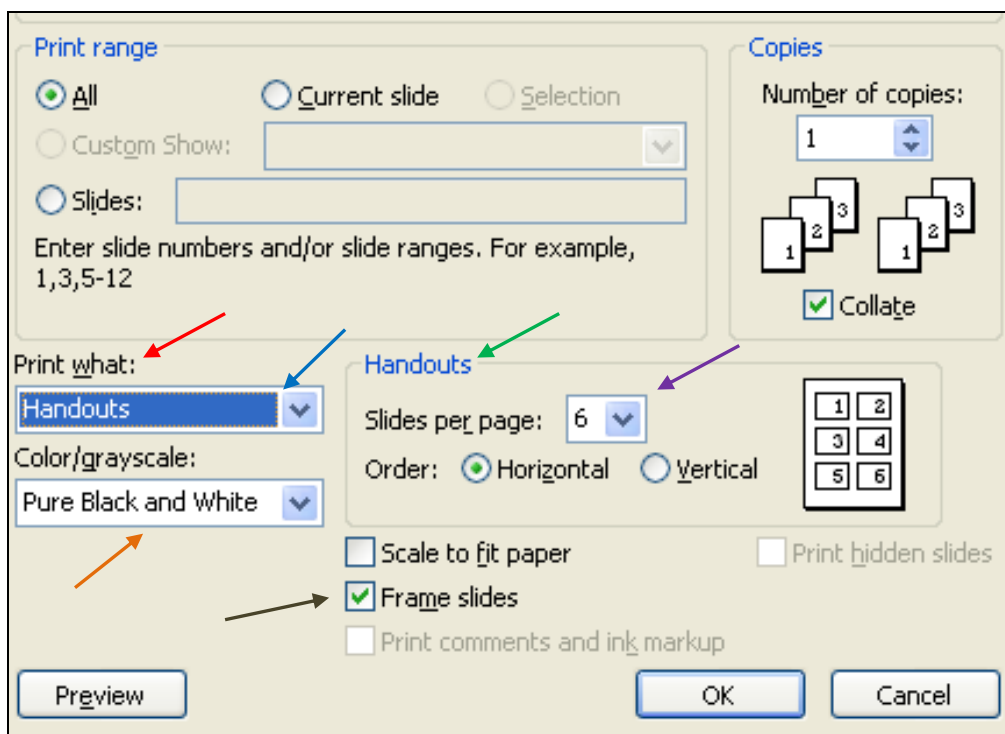 Print range
All Current slide Selection
Custom Show:
Slides:
Enter slide numbers and/or slide ranges. For example,
1,3,5-12
Copies
Number of copies:
1
1 2 3 1 2 3
Collate
Print what:
Handouts
Color/grayscale:
Pure Black and White
Handouts
Slides per page: 6
Order: Horizontal Vertical
1 2
3 4
5 6
Scale to fit paper
Print hidden slides
Frame slides
Print comments and ink markup
Preview
OK
Cancel